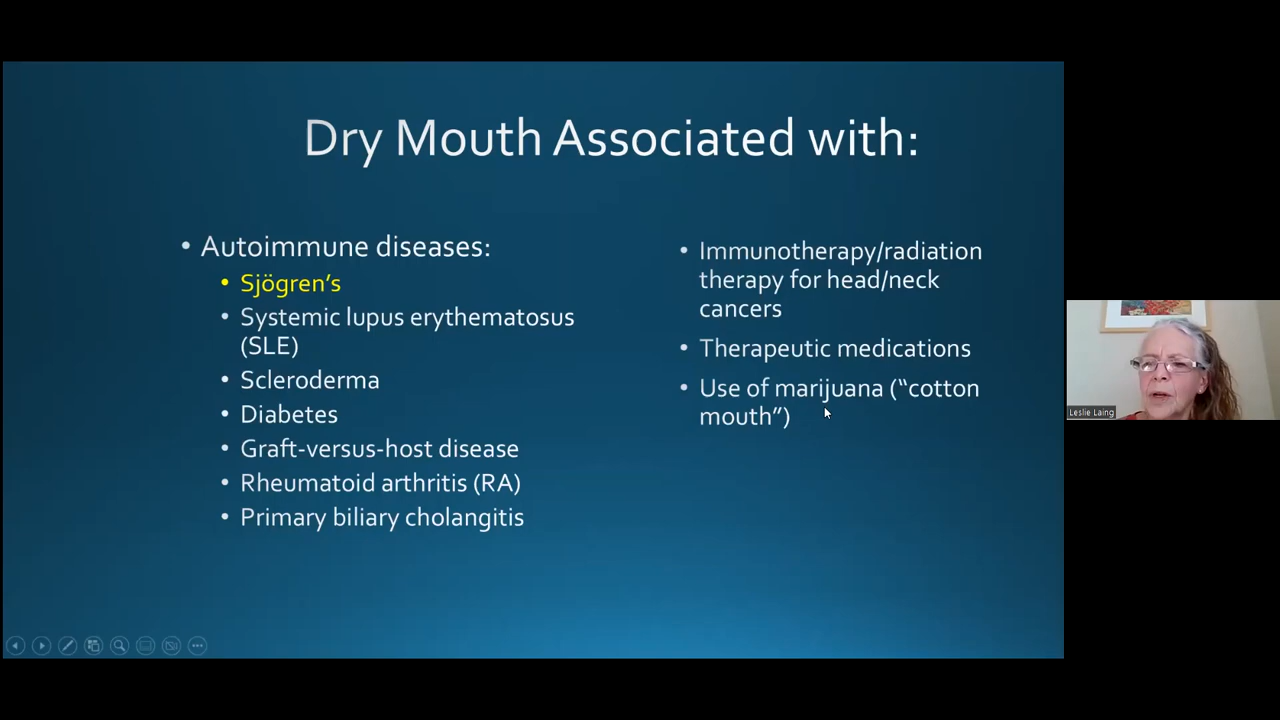 Dry Mouth Associated with:
• Autoimmune diseases:
• Sjögren's
• Systemic lupus erythematosus
(SLE)
• Scleroderma
• Diabetes
• Graft-versus-host disease
• Rheumatoid arthritis (RA)
• Primary biliary cholangitis
• Immunotherapy/radiation
therapy for head/neck
cancers
• Therapeutic medications
• Use of marijuana (“cotton
mouth”)
Leslie Laing